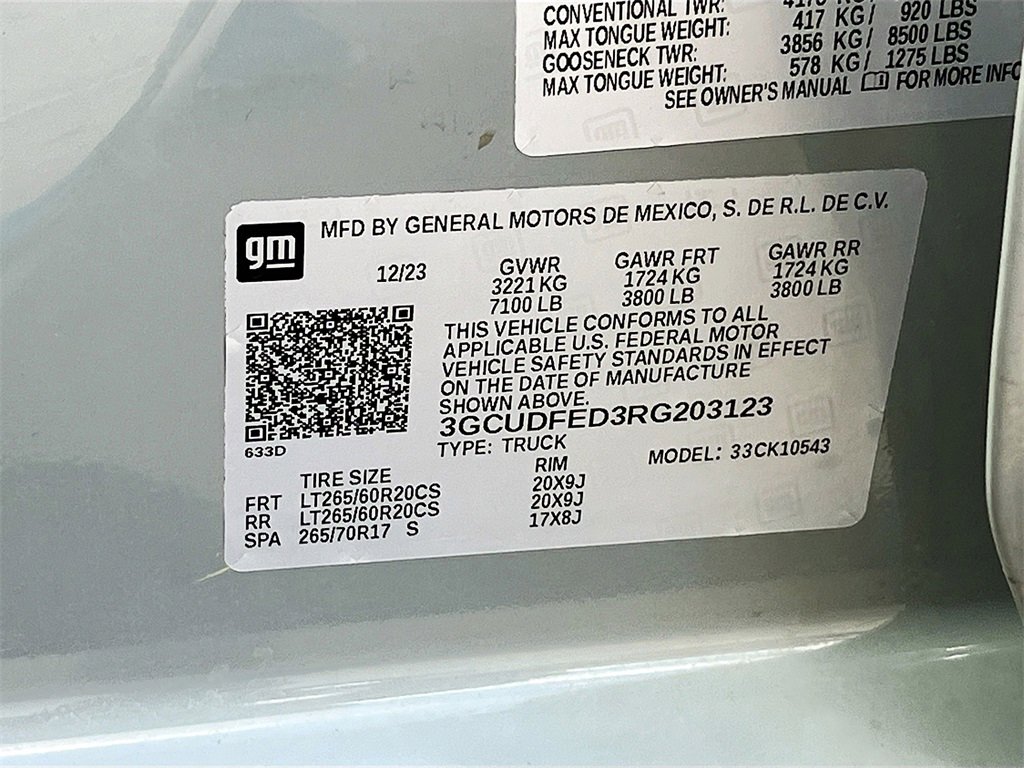 CONVENTIONAL TWR:
MAX TONGUE WEIGHT: 417 KG/ 920 LBS
GOOSENECK TWR: 3856 KG/ 8500 LBS
MAX TONGUE WEIGHT: 578 KG/ 1275 LBS
SEE OWNER'S MANUAL FOR MORE INFO
gm
MFD BY GENERAL MOTORS DE MEXICO, S. DE R.L. DE C.V.
12/23 GVWR GAWR FRT GAWR RR
3221 KG 1724 KG 1724 KG
7100 LB 3800 LB 3800 LB
THIS VEHICLE CONFORMS TO ALL
APPLICABLE U.S. FEDERAL MOTOR
VEHICLE SAFETY STANDARDS IN EFFECT
ON THE DATE OF MANUFACTURE
SHOWN ABOVE.
3GCUDFED3RG203123
633D
TYPE: TRUCK MODEL: 33CK10543
TIRE SIZE RIM
FRT LT265/60R20CS 20X9J
RR LT265/60R20CS 20X9J
SPA 265/70R17 S 17X8J